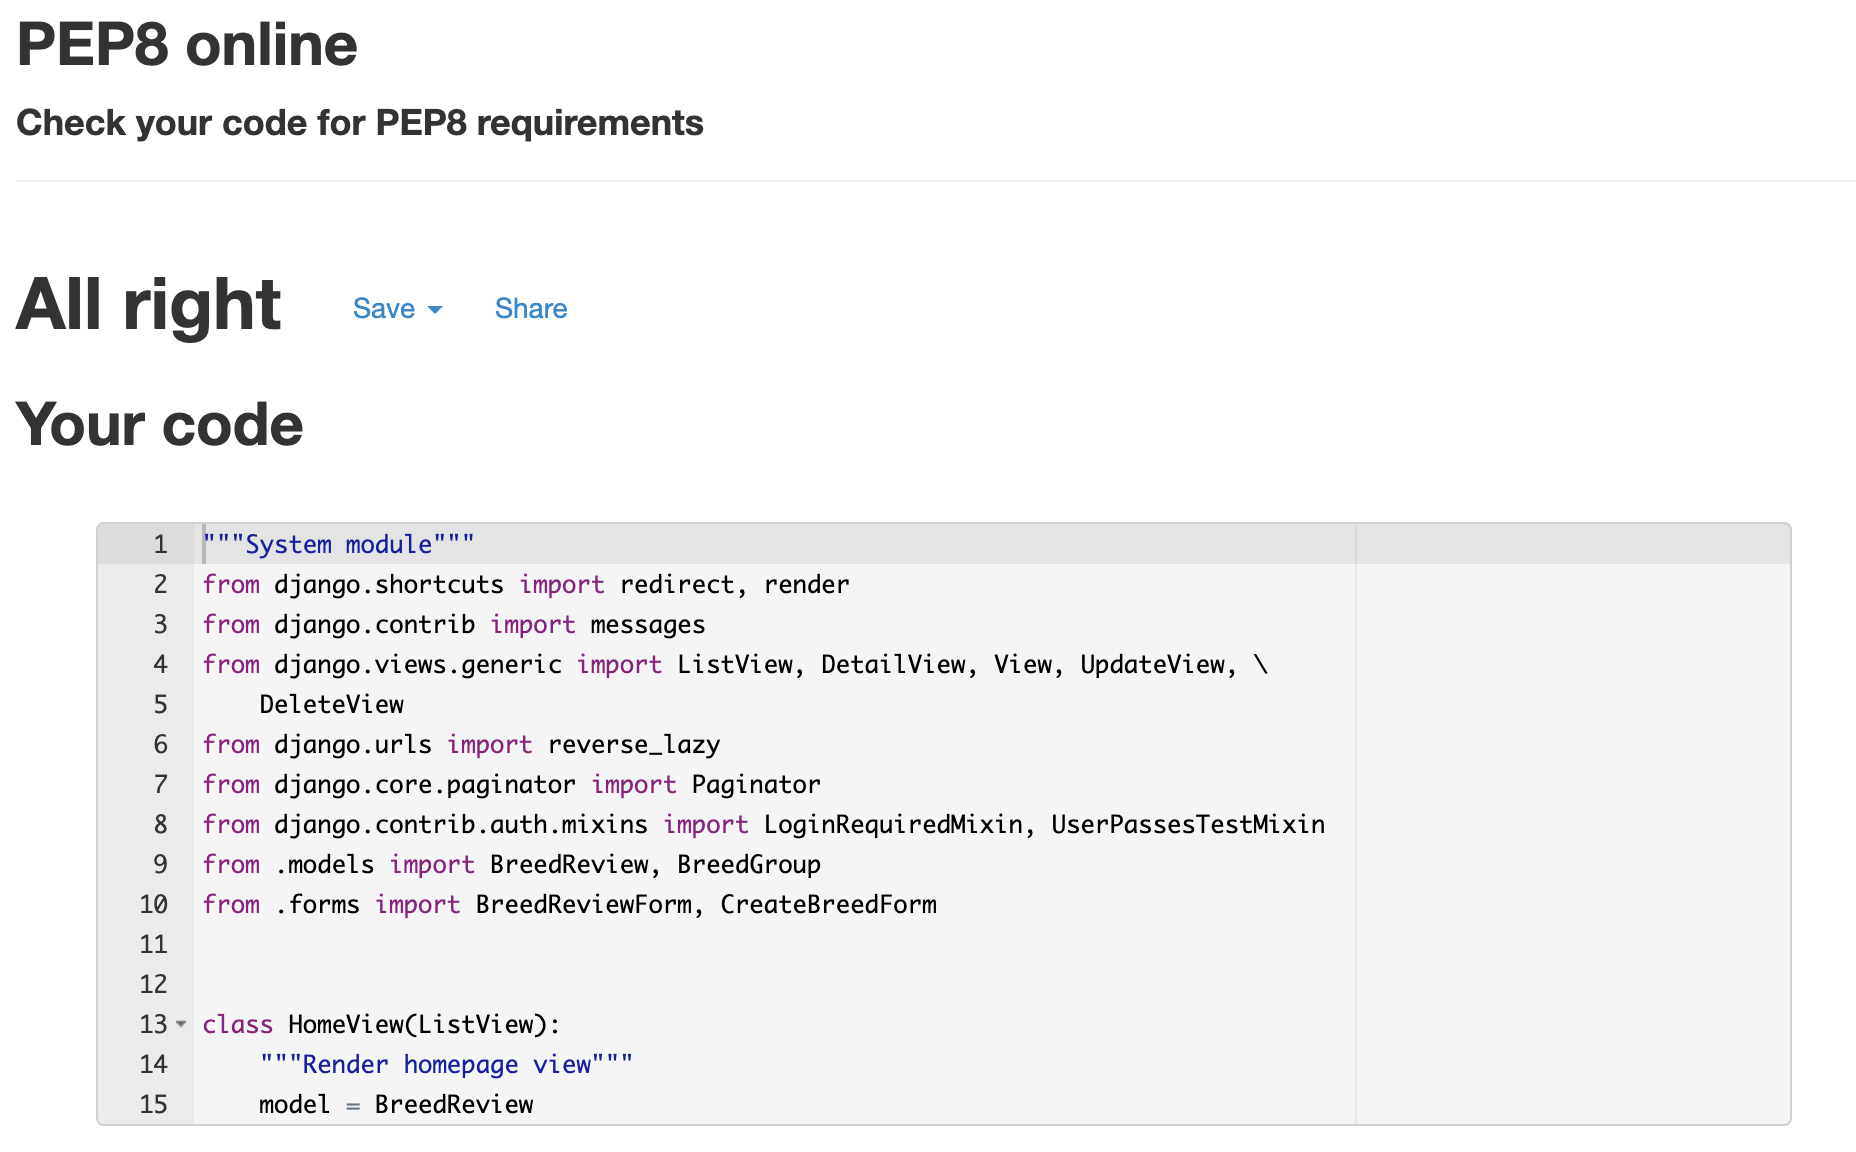 PEP8 online
Check your code for PEP8 requirements
All right Save Share
Your code
1 """System module"""
2 from django.shortcuts import redirect, render
3 from django.contrib import messages
4 from django.views.generic import ListView, DetailView, View, UpdateView, \
5     DeleteView
6 from django.urls import reverse_lazy
7 from django.core.paginator import Paginator
8 from django.contrib.auth.mixins import LoginRequiredMixin, UserPassesTestMixin
9 from .models import BreedReview, BreedGroup
10 from .forms import BreedReviewForm, CreateBreedForm
11
12
13 class HomeView(ListView):
14     """Render homepage view"""
15     model = BreedReview